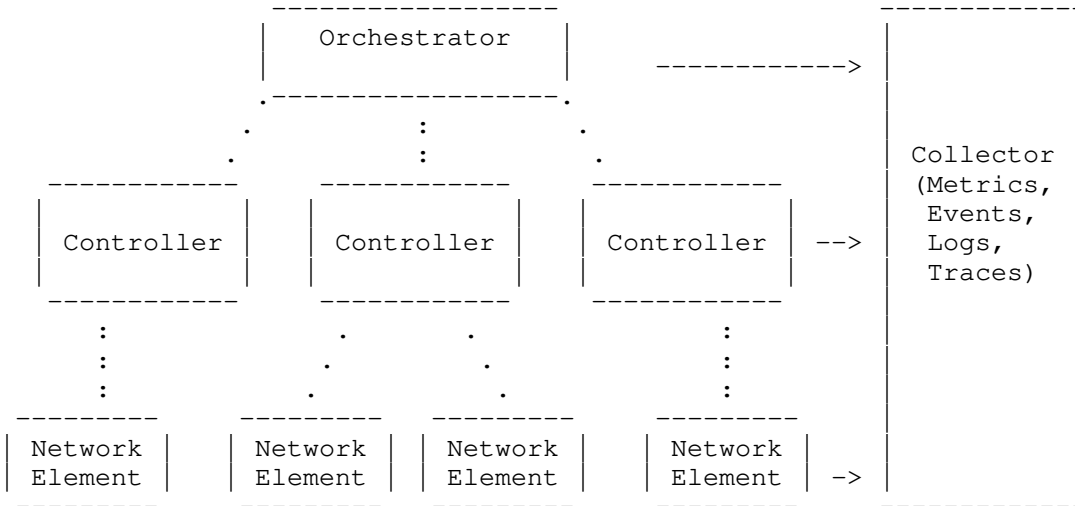 Orchestrator
Collector
(Metrics,
Events,
Controller Controller Controller Logs,
Traces)
Network Network Network Network
Element Element Element Element